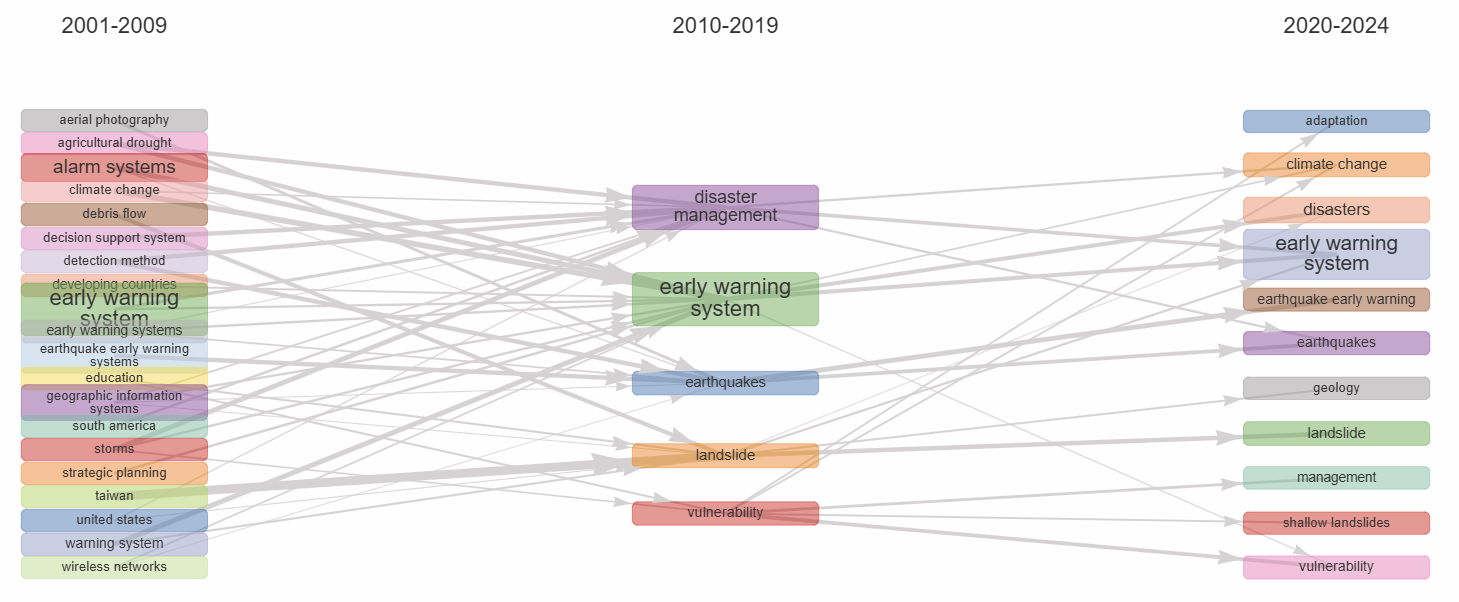 2001-2009
2010-2019
2020-2024
aerial photography
agricultural drought
alarm systems
climate change
debris flow
decision support system
detection method
developing countries
early warning
system
early warning systems
earthquake early warning
systems
education
geographic information
systems
south america
storms
strategic planning
taiwan
united states
warning system
wireless networks
disaster
management
early warning
system
earthquakes
landslide
vulnerability
adaptation
climate change
disasters
early warning
system
earthquake early warning
earthquakes
geology
landslide
management
shallow landslides
vulnerability